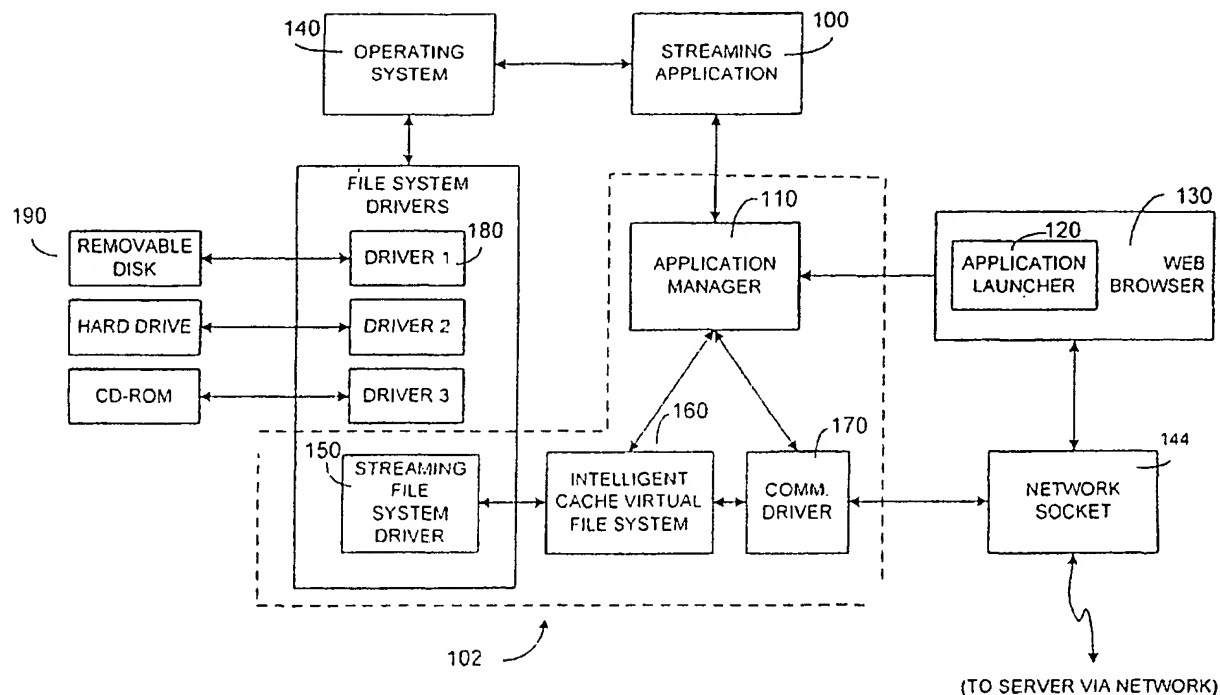 140
OPERATING
SYSTEM
100
STREAMING
APPLICATION
FILE SYSTEM
DRIVERS
190
REMOVABLE
DISK
180
DRIVER 1
HARD DRIVE
DRIVER 2
CD-ROM
DRIVER 3
110
APPLICATION
MANAGER
130
120
APPLICATION
LAUNCHER
WEB
BROWSER
150
STREAMING
FILE
SYSTEM
DRIVER
160
INTELLIGENT
CACHE VIRTUAL
FILE SYSTEM
170
COMM.
DRIVER
144
NETWORK
SOCKET
102
(TO SERVER VIA NETWORK)